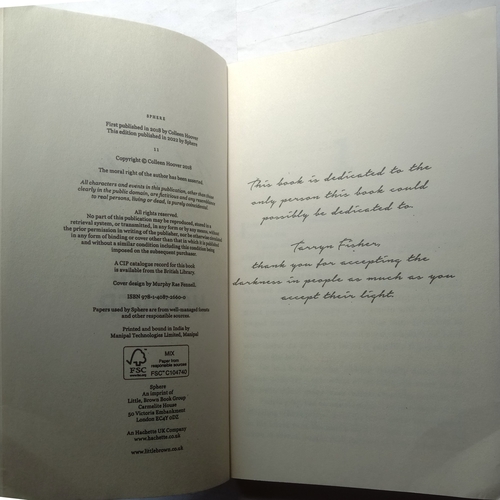 SPHERE
First published in 2018 by Colleen Hoover
This edition published in 2022 by Sphere
11
Copyright © Colleen Hoover 2018
The moral right of the author has been asserted.
All characters and events in this publication, other than those
clearly in the public domain, are fictitious and any resemblance
to real persons, living or dead, is purely coincidental.
All rights reserved.
No part of this publication may be reproduced, stored in a
retrieval system, or transmitted, in any form or by any means, without
the prior permission in writing of the publisher, nor be otherwise circulated
in any form of binding or cover other than that in which it is published
and without a similar condition including this condition being
imposed on the subsequent purchaser.
A CIP catalogue record for this book
is available from the British Library.
Cover design by Murphy Rae Fennell.
ISBN 978-1-4087-2660-0
Papers used by Sphere are from well-managed forests
and other responsible sources.
Printed and bound in India by
Manipal Technologies Limited, Manipal
FSC
MIX
Paper from
responsible sources
FSC™ C104740
Sphere
An imprint of
Little, Brown Book Group
Carmelite House
50 Victoria Embankment
London EC4Y 0DZ
An Hachette UK Company
www.hachette.co.uk
www.littlebrown.co.uk
This book is dedicated to the
only person this book could
possibly be dedicated to.
Tarryn Fisher,
thank you for accepting the
darkness in people as much as you
accept their light.